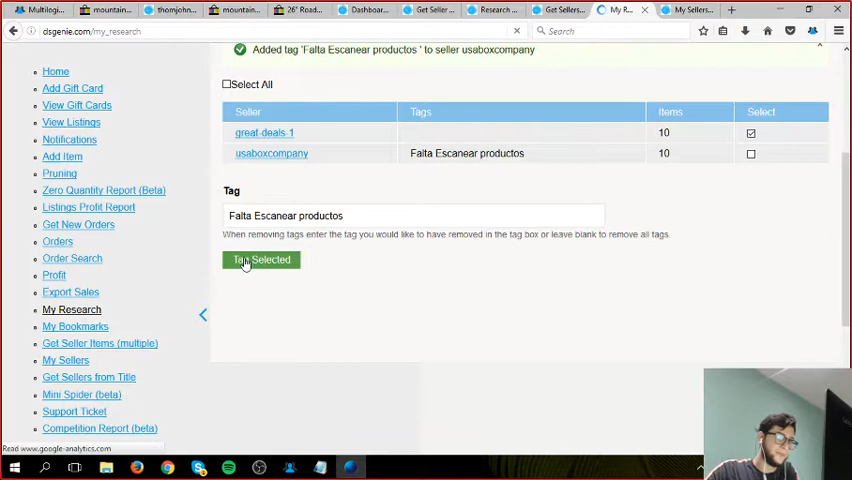 Multilogi...
mountain...
thomjohn...
mountain...
26" Road...
Dashboar...
Get Seller ...
Research ...
Get Sellers...
My R...
My Sellers...
dsgenie.com/my_research
Search
Home
Add Gift Card
View Gift Cards
View Listings
Notifications
Add Item
Pruning
Zero Quantity Report (Beta)
Listings Profit Report
Get New Orders
Orders
Order Search
Profit
Export Sales
My Research
My Bookmarks
Get Seller Items (multiple)
My Sellers
Get Sellers from Title
Mini Spider (beta)
Support Ticket
Competition Report (beta)
Read www.google-analytics.com
Added tag 'Falta Escanear productos ' to seller usaboxcompany
Select All
Seller Tags Items Select
great-deals-1 10
usaboxcompany Falta Escanear productos 10
Tag
Falta Escanear productos
When removing tags enter the tag you would like to have removed in the tag box or leave blank to remove all tags.
Tag Selected